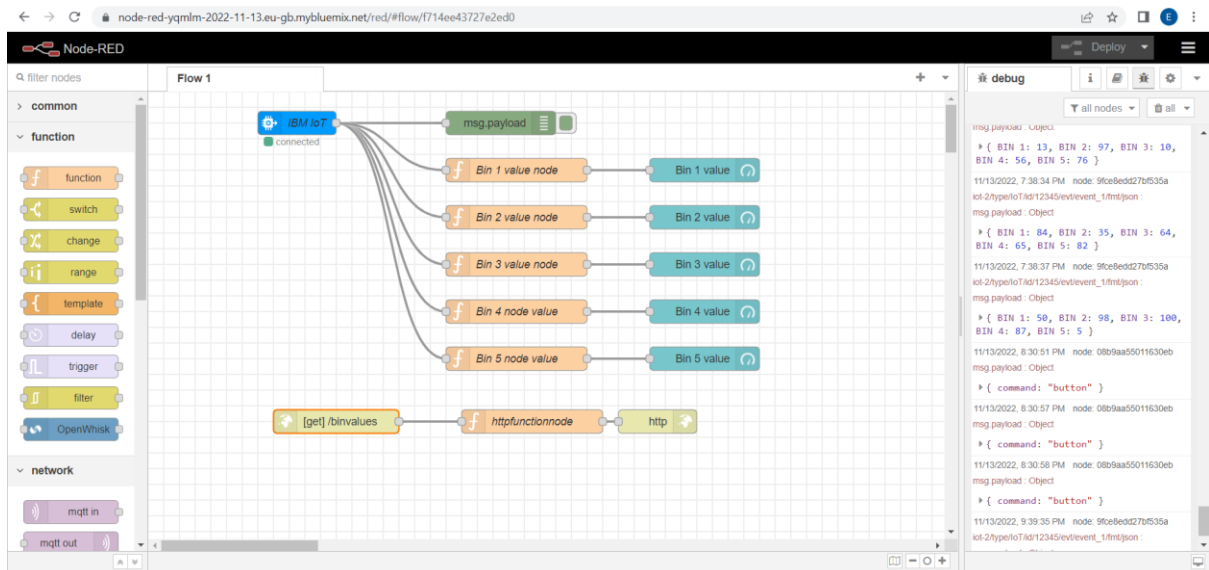 node-red-yqmlm-2022-11-13.eu-gb.mybluemix.net/red/#flow/f714ee43727e2ed0
E
Node-RED
Deploy
filter nodes
common
function
function
switch
change
range
template
delay
trigger
filter
OpenWhisk
network
mqtt in
mqtt out
Flow 1
IBM IoT
connected
msg.payload
Bin 1 value node
Bin 1 value
Bin 2 value node
Bin 2 value
Bin 3 value node
Bin 3 value
Bin 4 node value
Bin 4 value
Bin 5 node value
Bin 5 value
[get] /binvalues
httpfunctionnode
http
debug
all nodes
all
msg.payload : Object
{ BIN 1: 13, BIN 2: 97, BIN 3: 10,
BIN 4: 56, BIN 5: 76 }
11/13/2022, 7:38:34 PM node: 9fce8edd27bf535a
iot-2/type/IoT/id/12345/evt/event_1/fmt/json :
msg.payload : Object
{ BIN 1: 84, BIN 2: 35, BIN 3: 64,
BIN 4: 65, BIN 5: 82 }
11/13/2022, 7:38:37 PM node: 9fce8edd27bf535a
iot-2/type/IoT/id/12345/evt/event_1/fmt/json :
msg.payload : Object
{ BIN 1: 50, BIN 2: 98, BIN 3: 100,
BIN 4: 87, BIN 5: 5 }
11/13/2022, 8:30:51 PM node: 08b9aa55011630eb
msg.payload : Object
{ command: "button" }
11/13/2022, 8:30:57 PM node: 08b9aa55011630eb
msg.payload : Object
{ command: "button" }
11/13/2022, 8:30:58 PM node: 08b9aa55011630eb
msg.payload : Object
{ command: "button" }
11/13/2022, 9:39:35 PM node: 9fce8edd27bf535a
iot-2/type/IoT/id/12345/evt/event_1/fmt/json :